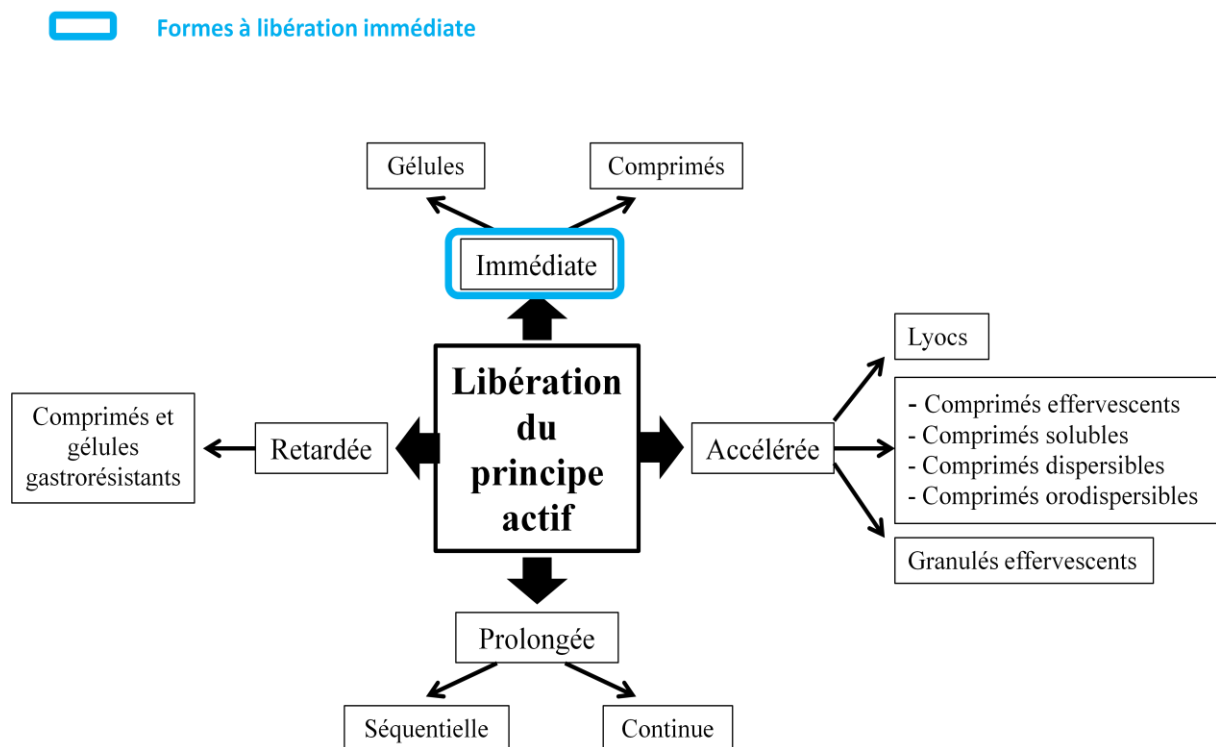 Formes à libération immédiate
Gélules
Comprimés
Immédiate
Lyocs
Libération
du
principe
actif
- Comprimés effervescents
- Comprimés solubles
- Comprimés dispersibles
- Comprimés orodispersibles
Comprimés et
gélules
gastrorésistants
Retardée
Accélérée
Granulés effervescents
Prolongée
Séquentielle
Continue